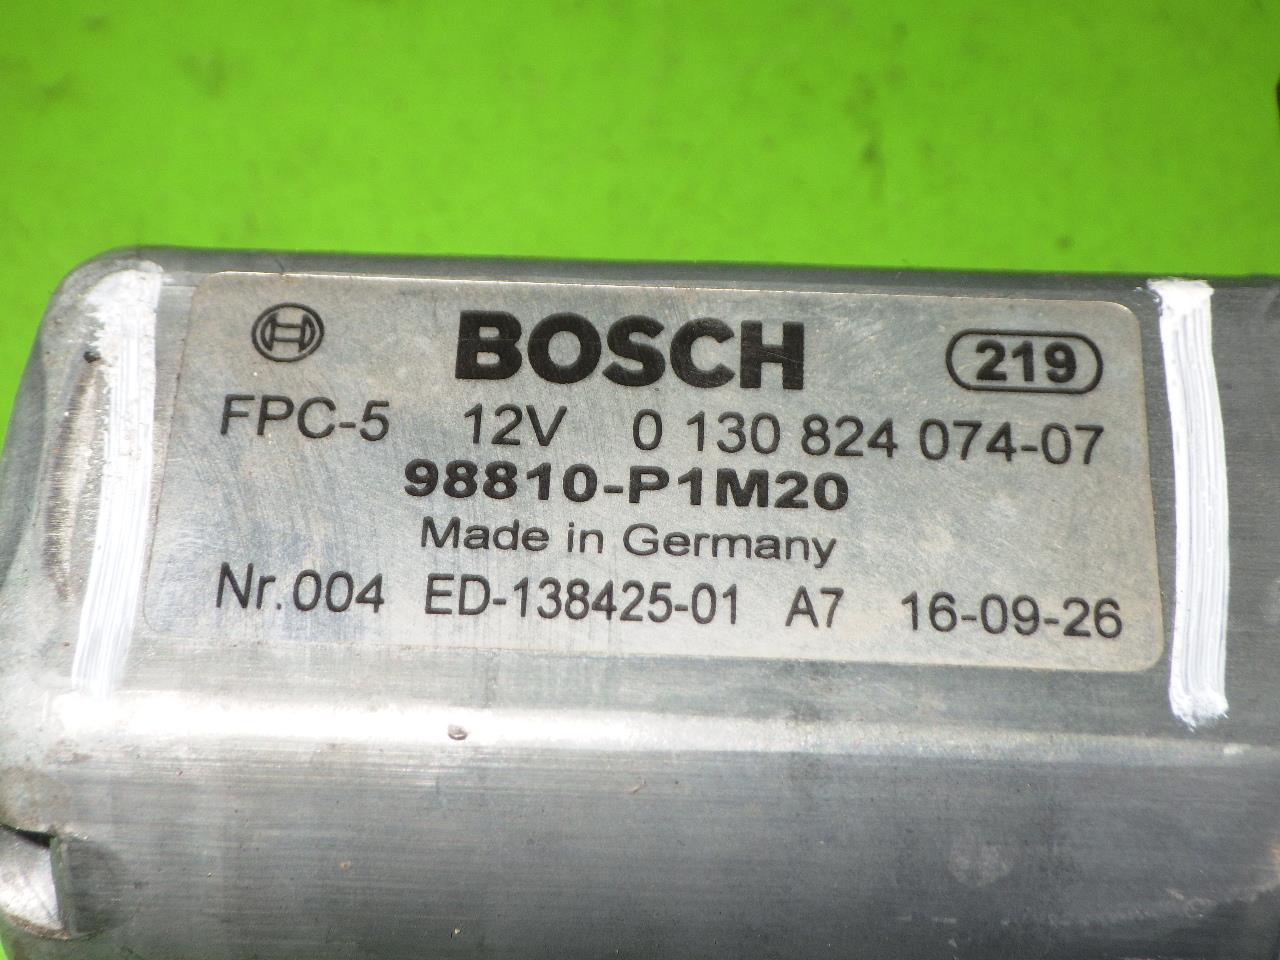 BOSCH 219
FPC-5 12V 0 130 824 074-07
98810-P1M20
Made in Germany
Nr.004 ED-138425-01 A7 16-09-26